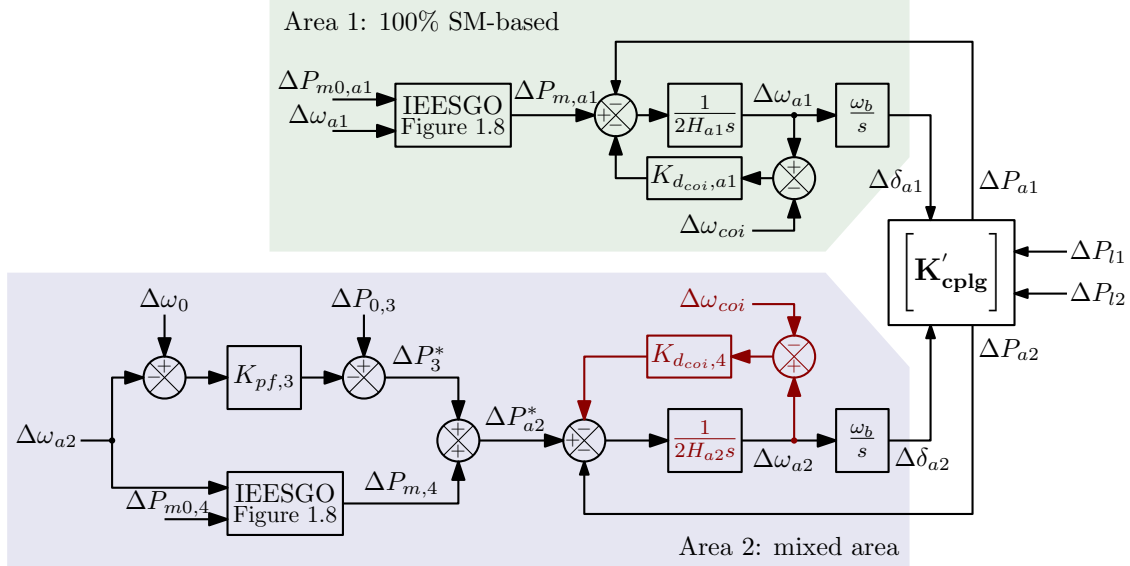 Area 1: 100% SM-based
ΔP_{m0,a1}
Δω_{a1}
IEESGO
Figure 1.8
ΔP_{m,a1}
+
−
−
1
2H_{a1}s
Δω_{a1}
ω_b
s
K_{d_{coi},a1}
+
−
Δω_{coi}
Δδ_{a1}
ΔP_{a1}
[K′_{cplg}]
ΔP_{l1}
ΔP_{l2}
Δω_0
ΔP_{0,3}
Δω_{coi}
ΔP_{a2}
+
−
K_{pf,3}
+
−
ΔP*_3
K_{d_{coi},4}
−
+
Δω_{a2}
+
+
ΔP*_{a2}
+
−
−
1
2H_{a2}s
Δω_{a2}
ω_b
s
Δδ_{a2}
ΔP_{m0,4}
IEESGO
Figure 1.8
ΔP_{m,4}
Area 2: mixed area